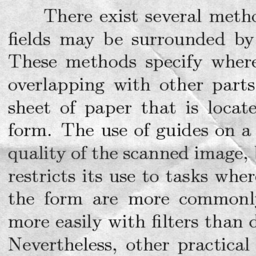 There exist several metho
fields may be surrounded by
These methods specify where
overlapping with other parts
sheet of paper that is locate
form. The use of guides on a
quality of the scanned image,
restricts its use to tasks wher
the form are more commonly
more easily with filters than d
Nevertheless, other practical